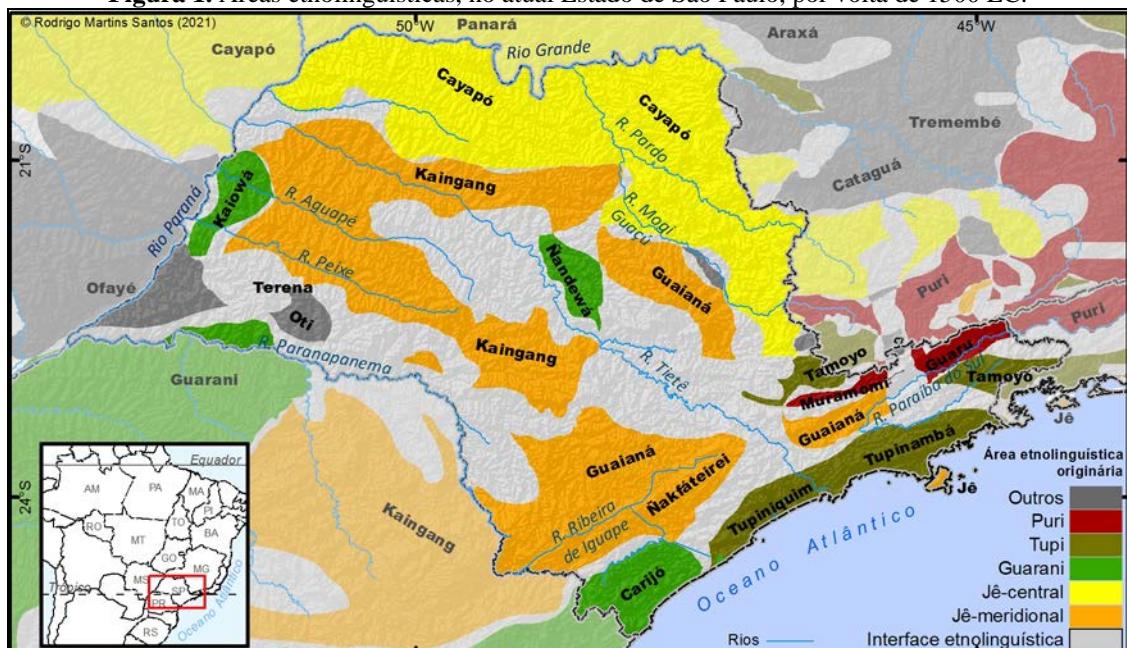 Figura 1. Áreas etnolinguísticas, no atual Estado de São Paulo, por volta de 1500 EC.
© Rodrigo Martins Santos (2021)
50°W
45°W
Panará
Cayapó
Rio Grande
Araxá
Cayapó
Cayapó
Tremembé
R. Pardo
21°S
Kaingang
Cataguá
Kaiowá
R. Aguapé
R. Mogi
Guaçú
Rio Paraná
Ñandewa
Guaianá
Puri
Ofayé
R. Peixe
Terena
Oti
Puri
Guaru
Kaingang
R. Tietê
Tamoyo
Tamoyo
R. Paranapanema
Muramomi
R. Paraíba do Sul
Guarani
Guaianá
Jê
Tupinambá
Guaianá
Jê
24°S
Ñakfáteirei
Tupiniquim
Kaingang
R. Ribeira
de Iguape
Carijó
Oceano Atlântico
Equador
AM
PA
MA
PI
RO
TO
MT
BA
GO
MG
MS
SP
Trópico
PR
RS
Oceano Atlântico
Área etnolinguística
originária
Outros
Puri
Tupi
Guarani
Jê-central
Jê-meridional
Rios
Interface etnolinguística